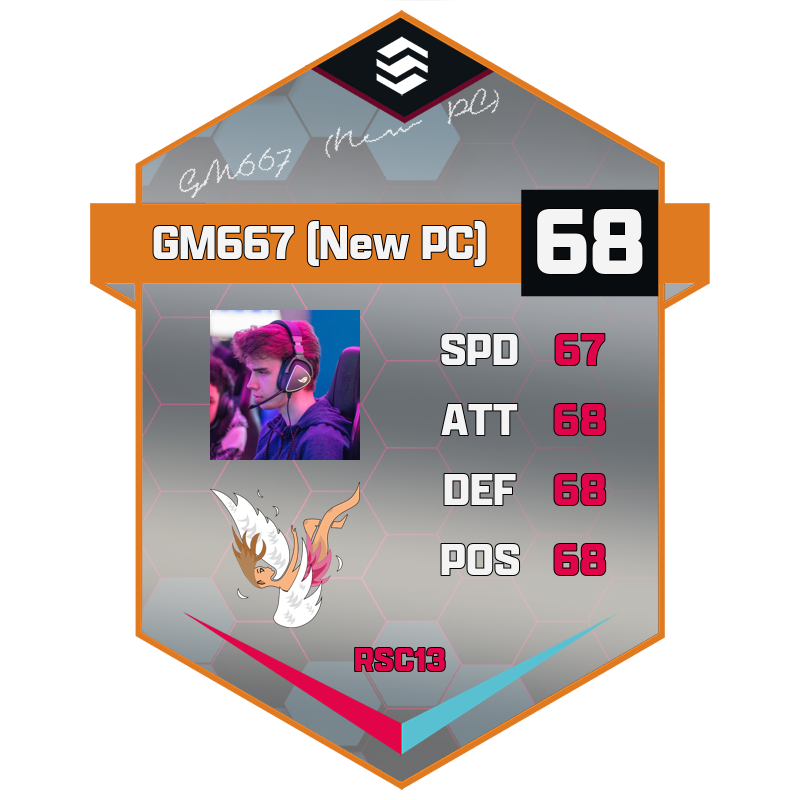 GM667 (New PC)
GM667 (New PC) 68
SPD 67
ATT 68
DEF 68
POS 68
RSC13